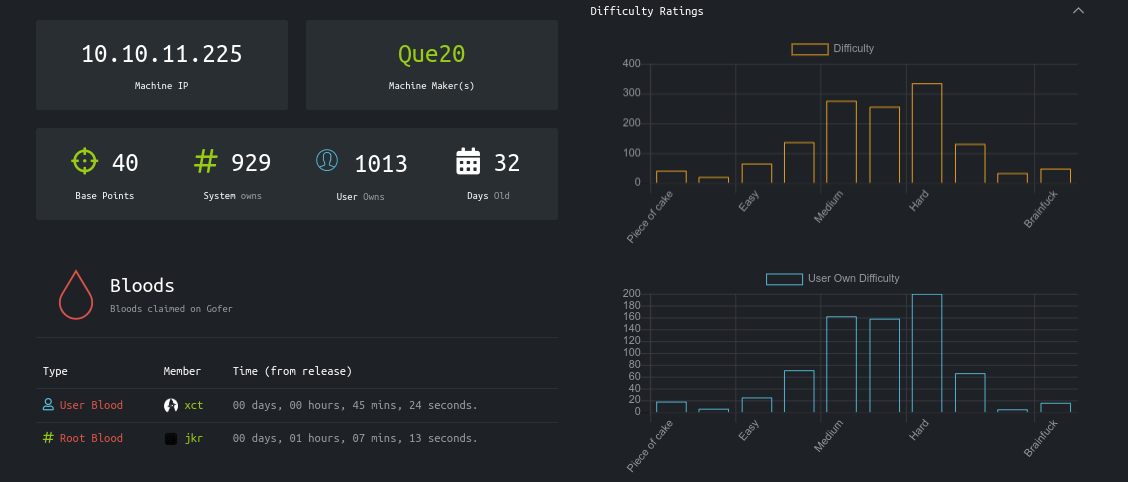 10.10.11.225
Machine IP
Que20
Machine Maker(s)
40
Base Points
929
System owns
1013
User Owns
32
Days Old
Bloods
Bloods claimed on Gofer
Type Member Time (from release)
User Blood xct 00 days, 00 hours, 45 mins, 24 seconds.
Root Blood jkr 00 days, 01 hours, 07 mins, 13 seconds.
Difficulty Ratings
Difficulty
400
300
200
100
0
Piece of cake
Easy
Medium
Hard
Brainfuck
User Own Difficulty
200
180
160
140
120
100
80
60
40
20
0
Piece of cake
Easy
Medium
Hard
Brainfuck